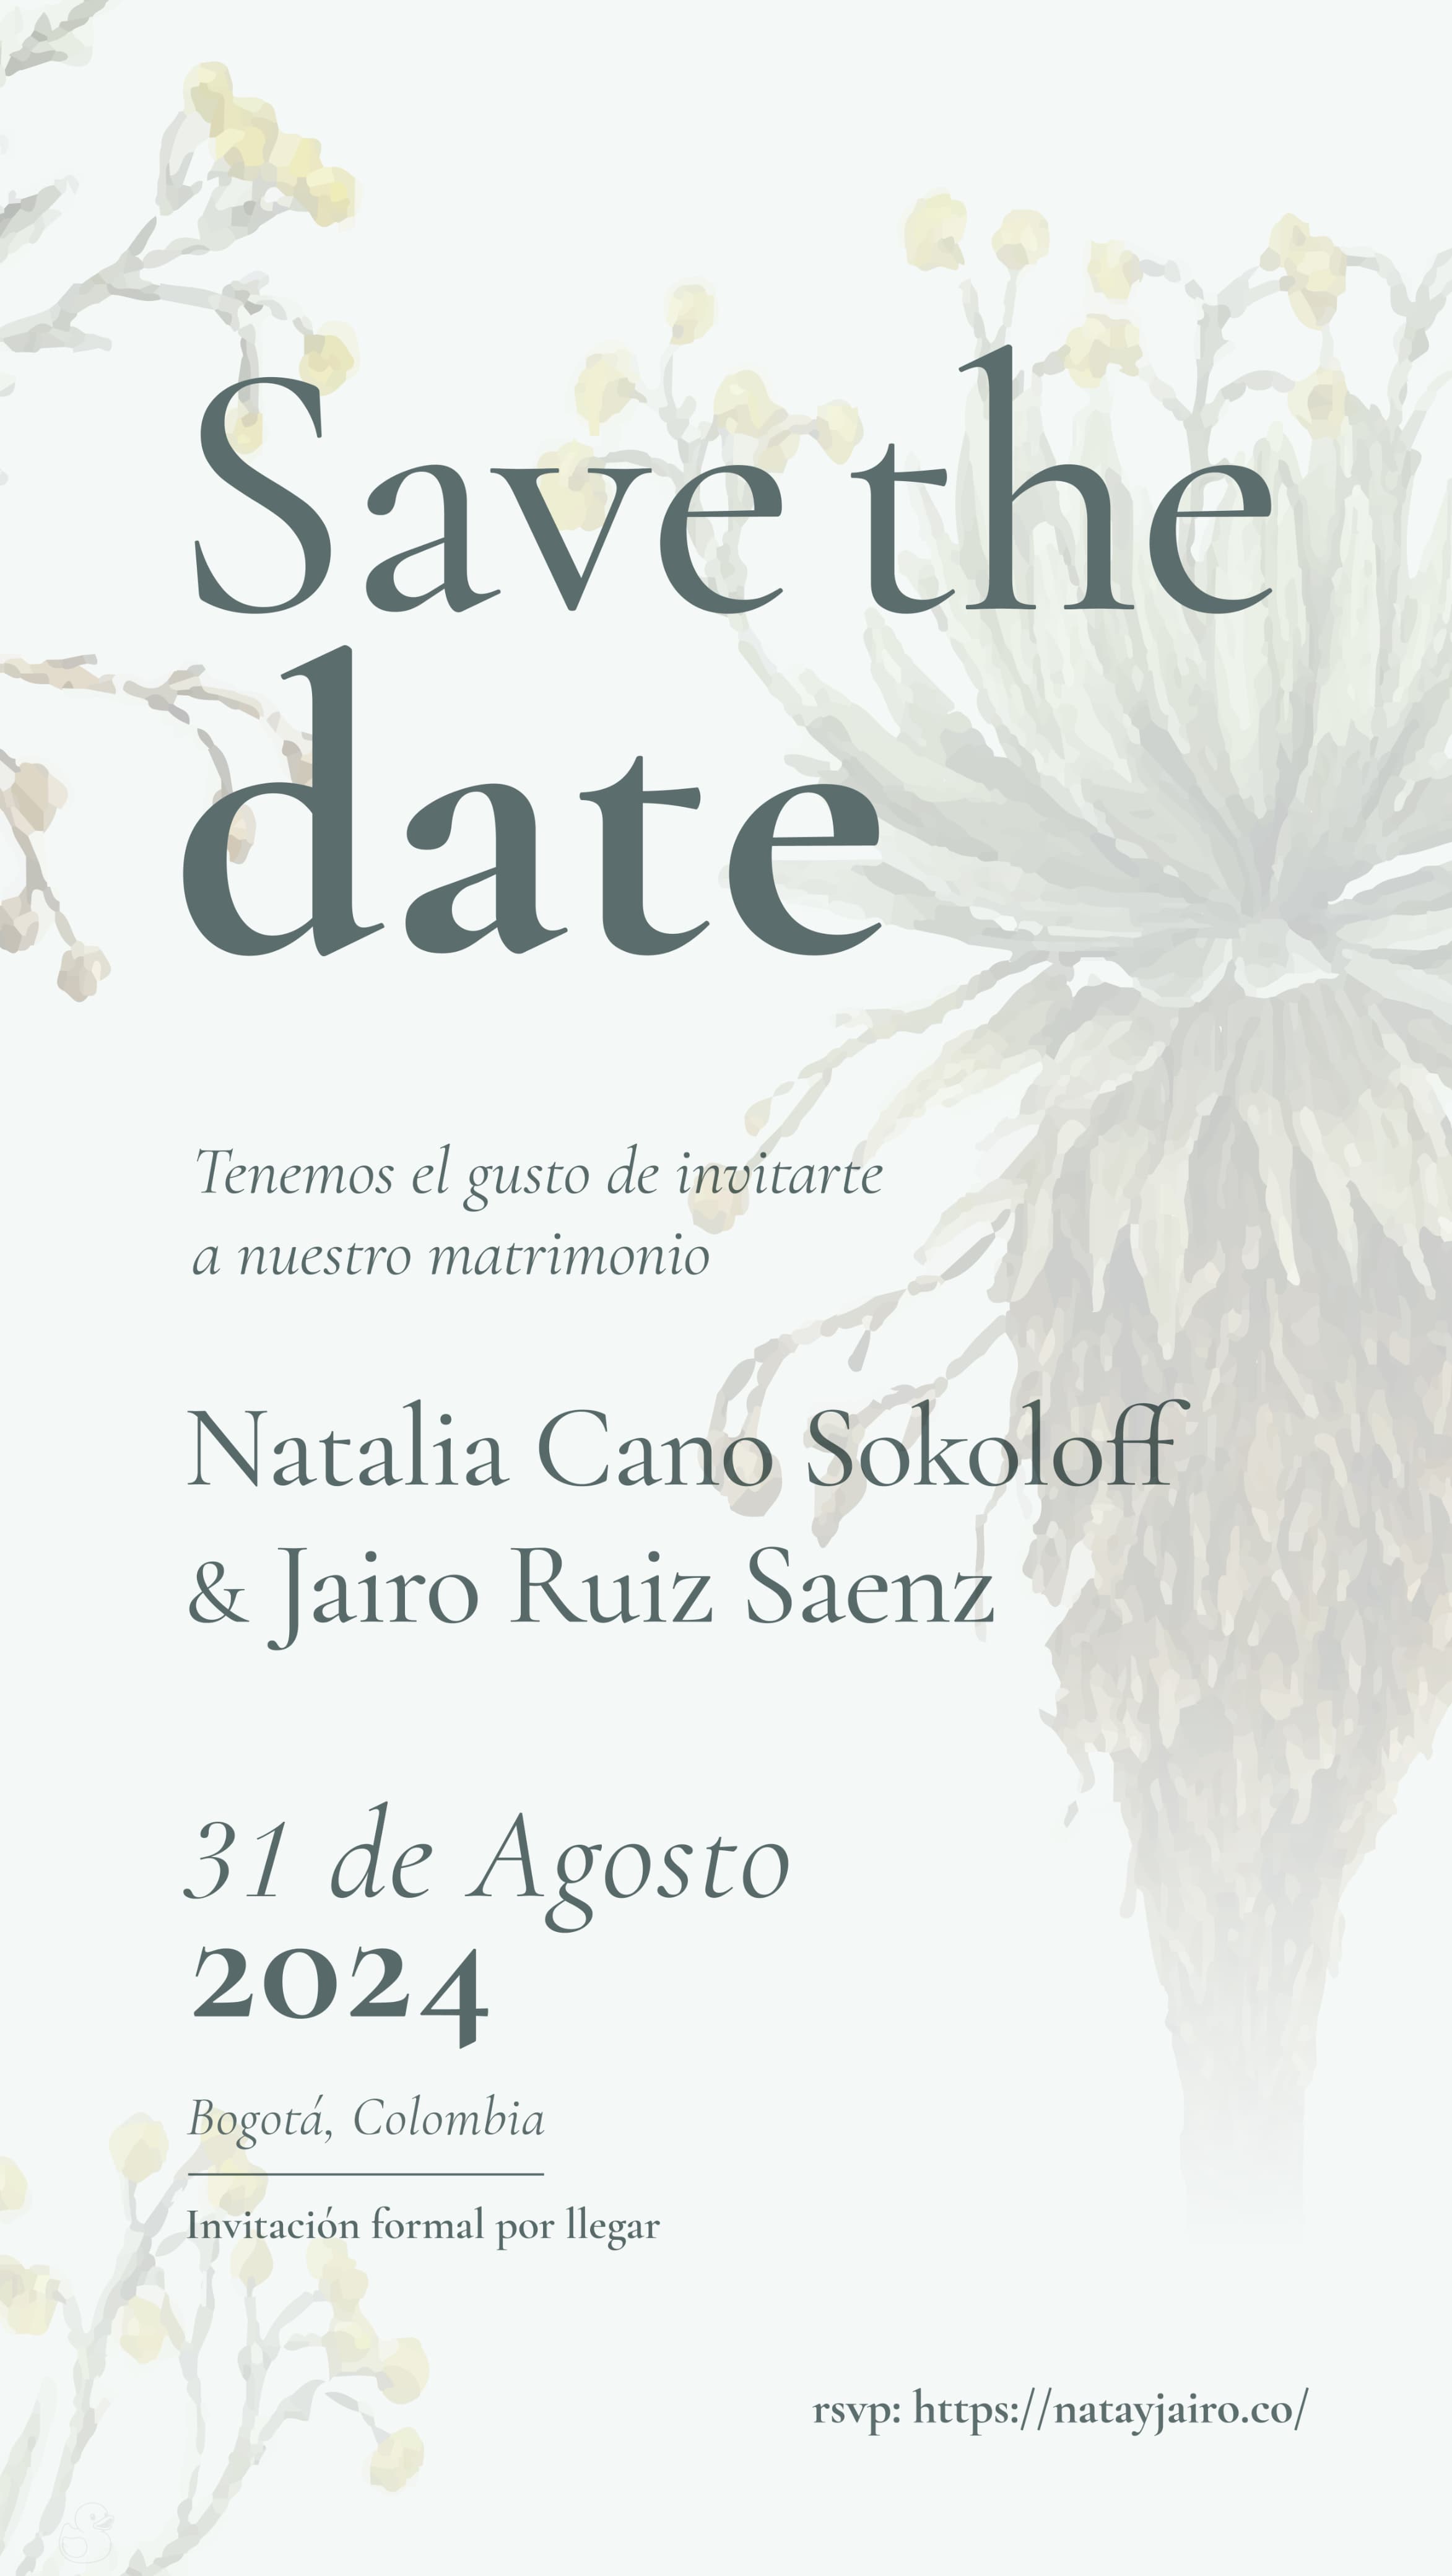 Save the
date
Tenemos el gusto de invitarte
a nuestro matrimonio
Natalia Cano Sokoloff
& Jairo Ruiz Saenz
31 de Agosto
2024
Bogotá, Colombia
Invitación formal por llegar
rsvp: https://natayjairo.co/